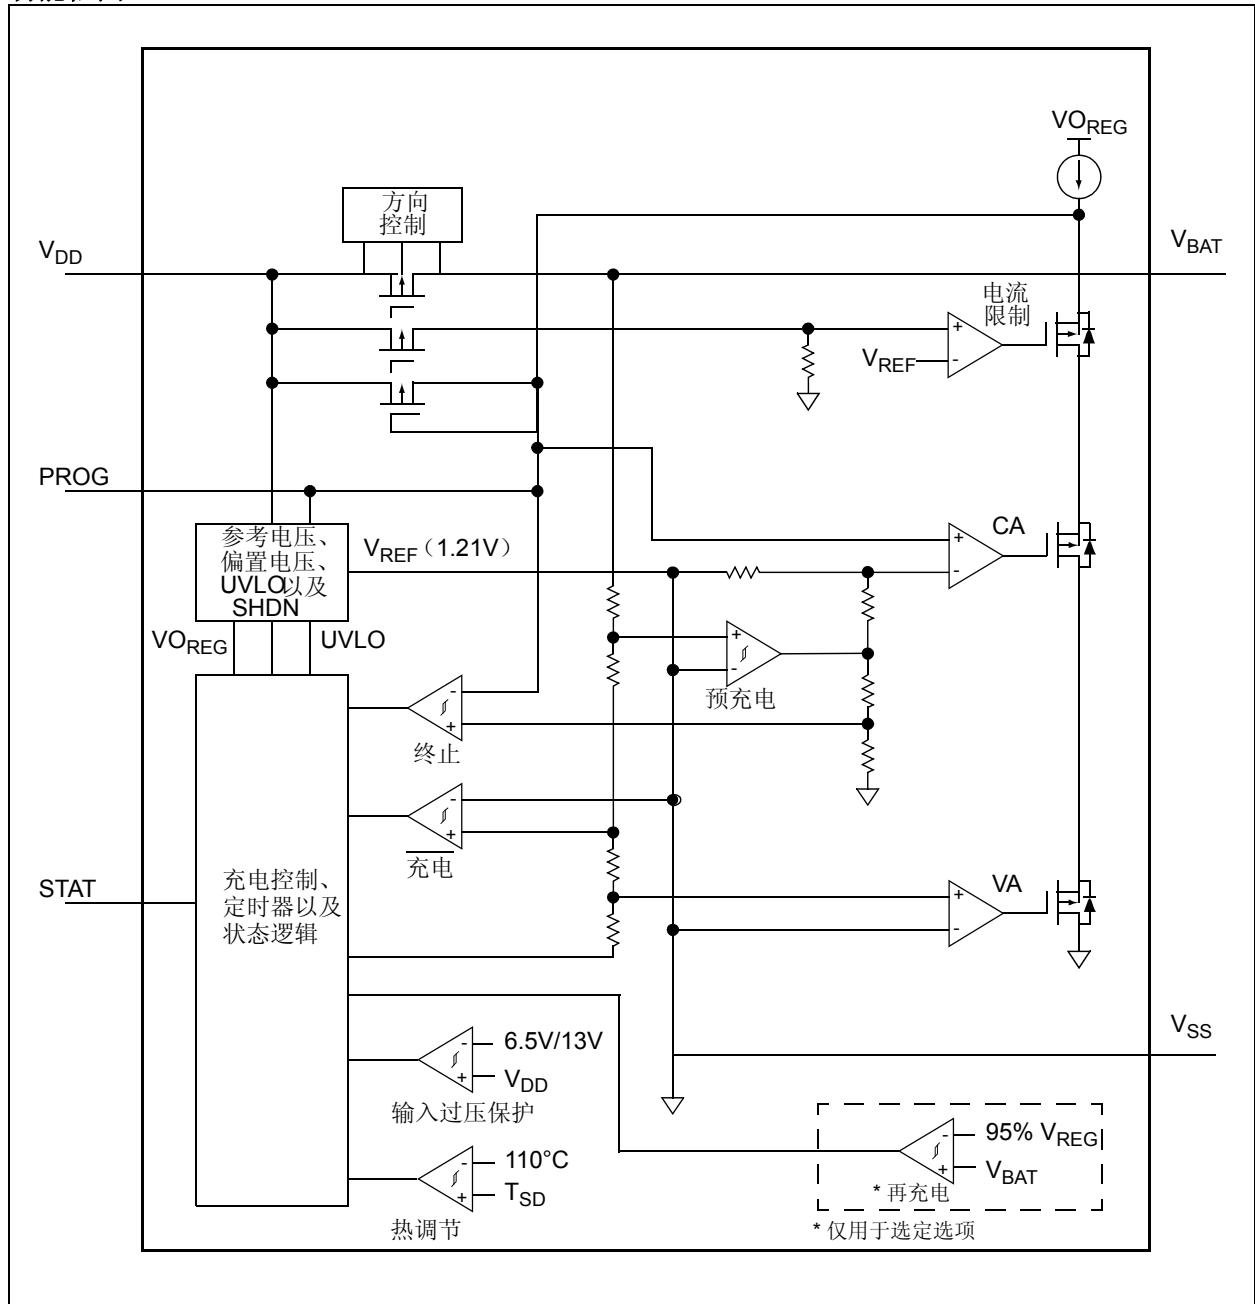 VOREG
方向
控制
VDD
VBAT
电流
限制
+
VREF
-
PROG
参考电压、
偏置电压、
UVLO以及
SHDN
VREF（1.21V）
CA
+
-
VOREG
UVLO
+
-
预充电
-
+
终止
-
+
充电
STAT
充电控制、
定时器以及
状态逻辑
VA
+
-
VSS
-
6.5V/13V
+
VDD
输入过压保护
-
110°C
+
TSD
热调节
-
95% VREG
+
VBAT
* 再充电
* 仅用于选定选项